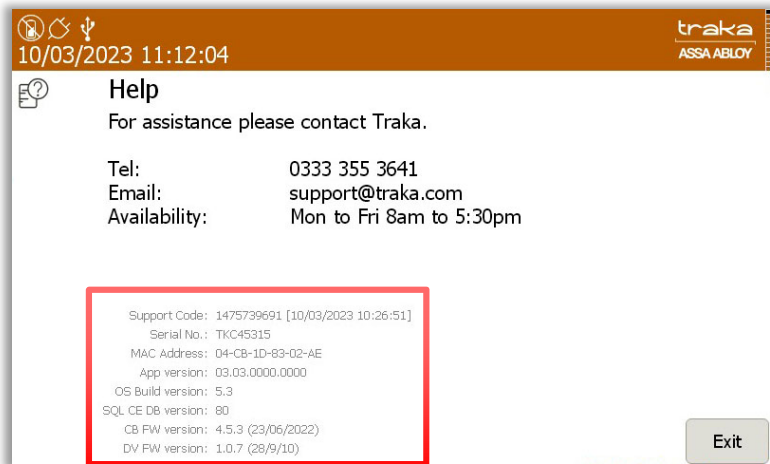 10/03/2023 11:12:04
traka
ASSA ABLOY
Help
For assistance please contact Traka.
Tel: 0333 355 3641
Email: support@traka.com
Availability: Mon to Fri 8am to 5:30pm
Support Code: 1475739691 [10/03/2023 10:26:51]
Serial No.: TKC45315
MAC Address: 04-CB-1D-83-02-AE
App version: 03.03.0000.0000
OS Build version: 5.3
SQL CE DB version: 80
CB FW version: 4.5.3 (23/06/2022)
DV FW version: 1.0.7 (28/9/10)
Exit